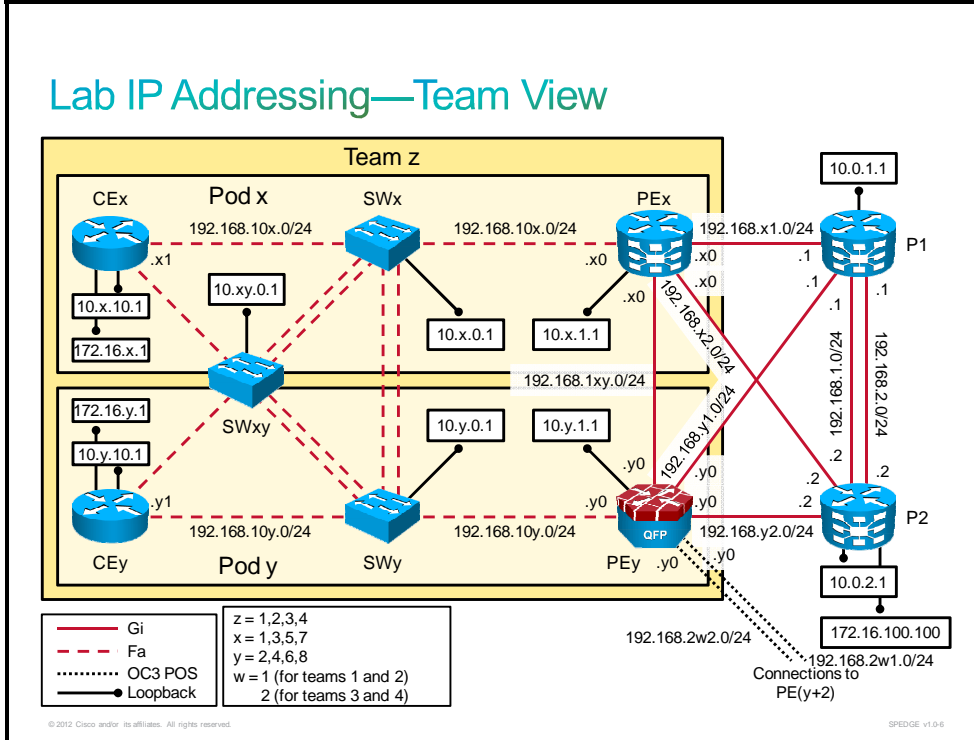 Lab IP Addressing—Team View
Team z
Pod x
CEx
SWx
PEx
P1
10.0.1.1
192.168.10x.0/24
192.168.10x.0/24
192.168.x1.0/24
.x1
.x0
.x0
.x0
.x0
.1
.1
.1
.1
10.x.10.1
172.16.x.1
10.xy.0.1
10.x.0.1
10.x.1.1
192.168.x2.0/24
192.168.1xy.0/24
192.168.y1.0/24
192.168.1.0/24
192.168.2.0/24
SWxy
172.16.y.1
10.y.10.1
10.y.0.1
10.y.1.1
.y0
.y0
.y1
.y0
.y0
.2
.2
.2
.2
192.168.10y.0/24
192.168.10y.0/24
192.168.y2.0/24
QFP
P2
CEy
Pod y
SWy
PEy
.y0
.y0
10.0.2.1
172.16.100.100
192.168.2w2.0/24
192.168.2w1.0/24
Connections to
PE(y+2)
Gi
Fa
OC3 POS
Loopback
z = 1,2,3,4
x = 1,3,5,7
y = 2,4,6,8
w = 1 (for teams 1 and 2)
2 (for teams 3 and 4)
© 2012 Cisco and/or its affiliates. All rights reserved.
SPEDGE v1.0-6